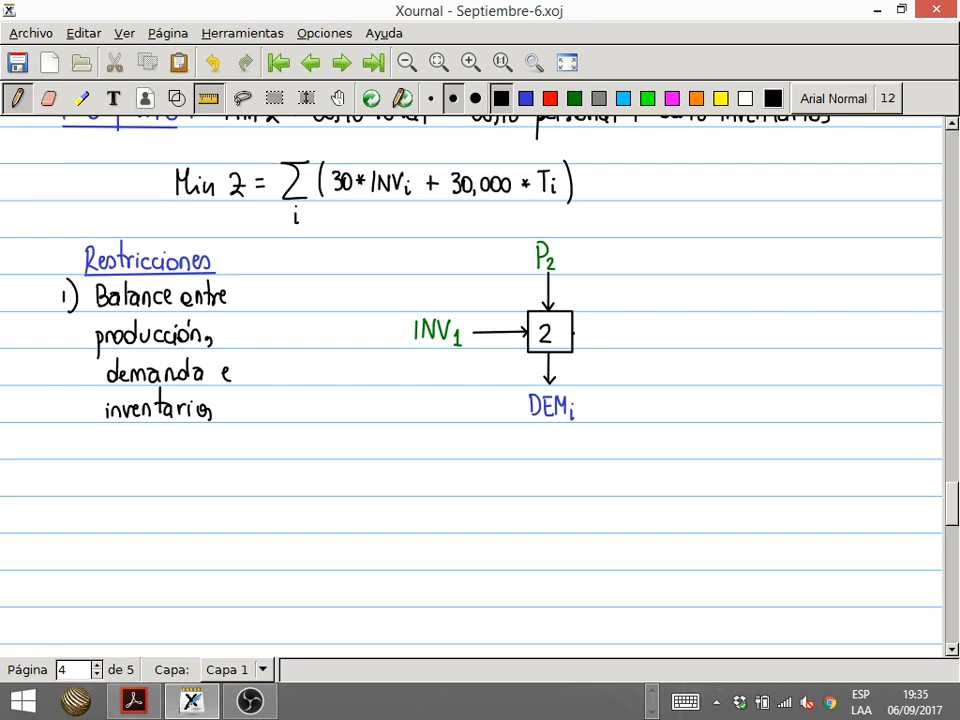 Xournal - Septiembre-6.xoj
Archivo Editar Ver Página Herramientas Opciones Ayuda
Arial Normal 12
Min Z = Σ (30*INVi + 30,000 * Ti)
i
Restricciones
P2
1) Balance entre
producción,
INV1 2
demanda e
inventario,
DEMi
Página 4 de 5 Capa: Capa 1
ESP 19:35
LAA 06/09/2017